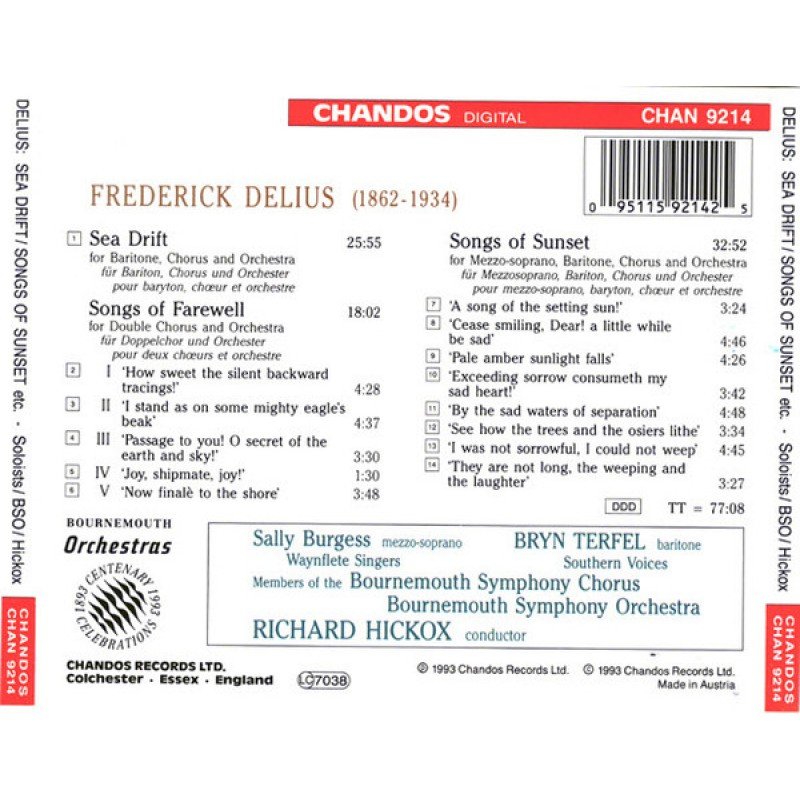 CHANDOS DIGITAL CHAN 9214
0 95115 92142 5
FREDERICK DELIUS (1862-1934)
1 Sea Drift 25:55
for Baritone, Chorus and Orchestra
für Bariton, Chorus und Orchester
pour baryton, chœur et orchestre
Songs of Farewell 18:02
for Double Chorus and Orchestra
für Doppelchor und Orchester
pour deux chœurs et orchestre
2 I 'How sweet the silent backward
tracings!' 4:28
3 II 'I stand as on some mighty eagle's
beak' 4:37
4 III 'Passage to you! O secret of the
earth and sky!' 3:30
5 IV 'Joy, shipmate, joy!' 1:30
6 V 'Now finalè to the shore' 3:48
Songs of Sunset 32:52
for Mezzo-soprano, Baritone, Chorus and Orchestra
für Mezzosoprano, Bariton, Chorus und Orchester
pour mezzo-soprano, baryton, chœur et orchestre
7 'A song of the setting sun!' 3:24
8 'Cease smiling, Dear! a little while
be sad' 4:46
9 'Pale amber sunlight falls' 4:26
10 'Exceeding sorrow consumeth my
sad heart!' 3:42
11 'By the sad waters of separation' 4:48
12 'See how the trees and the osiers lithe' 3:34
13 'I was not sorrowful, I could not weep' 4:45
14 'They are not long, the weeping and
the laughter' 3:27
DDD TT = 77:08
BOURNEMOUTH
Orchestras
1893 CENTENARY 1993
CELEBRATIONS
Sally Burgess mezzo-soprano BRYN TERFEL baritone
Waynflete Singers Southern Voices
Members of the Bournemouth Symphony Chorus
Bournemouth Symphony Orchestra
RICHARD HICKOX conductor
CHANDOS RECORDS LTD.
Colchester · Essex · England
LC7038
℗ 1993 Chandos Records Ltd. © 1993 Chandos Records Ltd.
Made in Austria
DELIUS: SEA DRIFT/SONGS OF SUNSET etc. · Soloists/BSO/Hickox
CHANDOS
CHAN 9214
DELIUS: SEA DRIFT/SONGS OF SUNSET etc. · Soloists/BSO/Hickox
CHANDOS
CHAN 9214